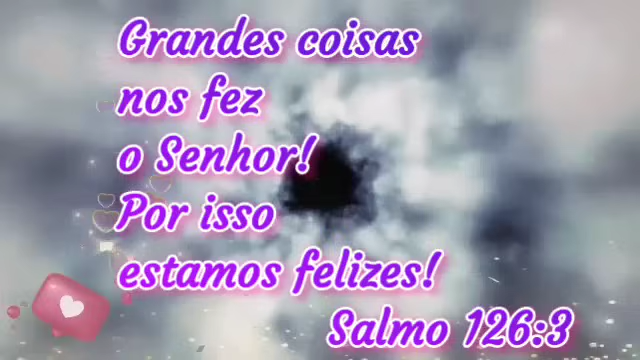 Grandes coisas
nos fez
o Senhor!
Por isso
estamos felizes!
Salmo 126:3